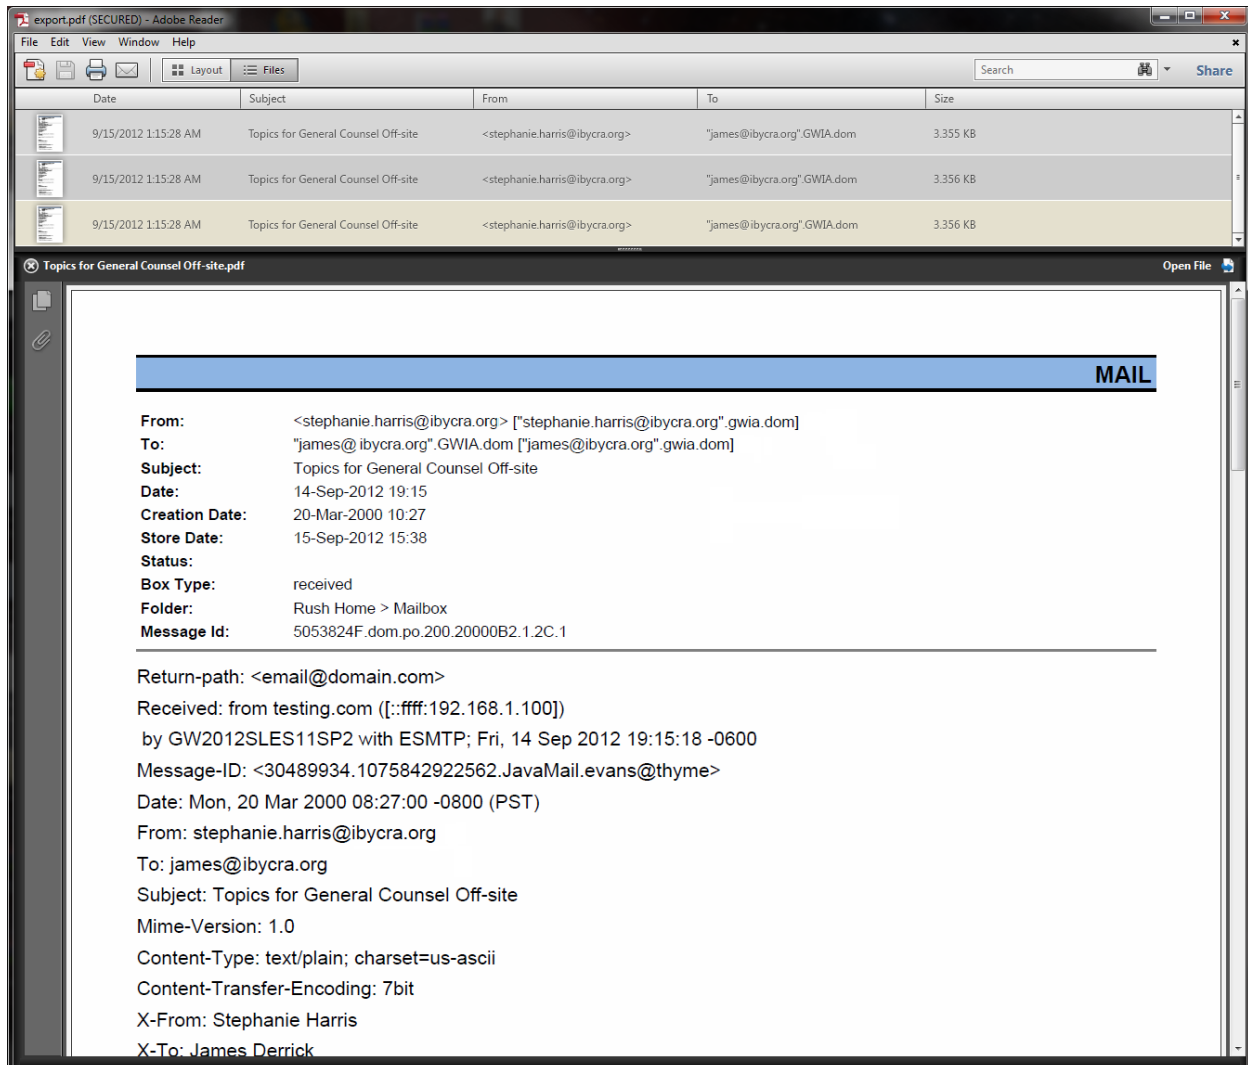 export.pdf (SECURED) - Adobe Reader
File Edit View Window Help
Layout Files Search Share
Date Subject From To Size
9/15/2012 1:15:28 AM Topics for General Counsel Off-site <stephanie.harris@ibycra.org> "james@ibycra.org".GWIA.dom 3.355 KB
9/15/2012 1:15:28 AM Topics for General Counsel Off-site <stephanie.harris@ibycra.org> "james@ibycra.org".GWIA.dom 3.356 KB
9/15/2012 1:15:28 AM Topics for General Counsel Off-site <stephanie.harris@ibycra.org> "james@ibycra.org".GWIA.dom 3.356 KB
Topics for General Counsel Off-site.pdf Open File
MAIL
From: <stephanie.harris@ibycra.org> ["stephanie.harris@ibycra.org".gwia.dom]
To: "james@ibycra.org".GWIA.dom ["james@ibycra.org".gwia.dom]
Subject: Topics for General Counsel Off-site
Date: 14-Sep-2012 19:15
Creation Date: 20-Mar-2000 10:27
Store Date: 15-Sep-2012 15:38
Status:
Box Type: received
Folder: Rush Home > Mailbox
Message Id: 5053824F.dom.po.200.20000B2.1.2C.1
Return-path: <email@domain.com>
Received: from testing.com ([::ffff:192.168.1.100])
by GW2012SLES11SP2 with ESMTP; Fri, 14 Sep 2012 19:15:18 -0600
Message-ID: <30489934.1075842922562.JavaMail.evans@thyme>
Date: Mon, 20 Mar 2000 08:27:00 -0800 (PST)
From: stephanie.harris@ibycra.org
To: james@ibycra.org
Subject: Topics for General Counsel Off-site
Mime-Version: 1.0
Content-Type: text/plain; charset=us-ascii
Content-Transfer-Encoding: 7bit
X-From: Stephanie Harris
X-To: James Derrick